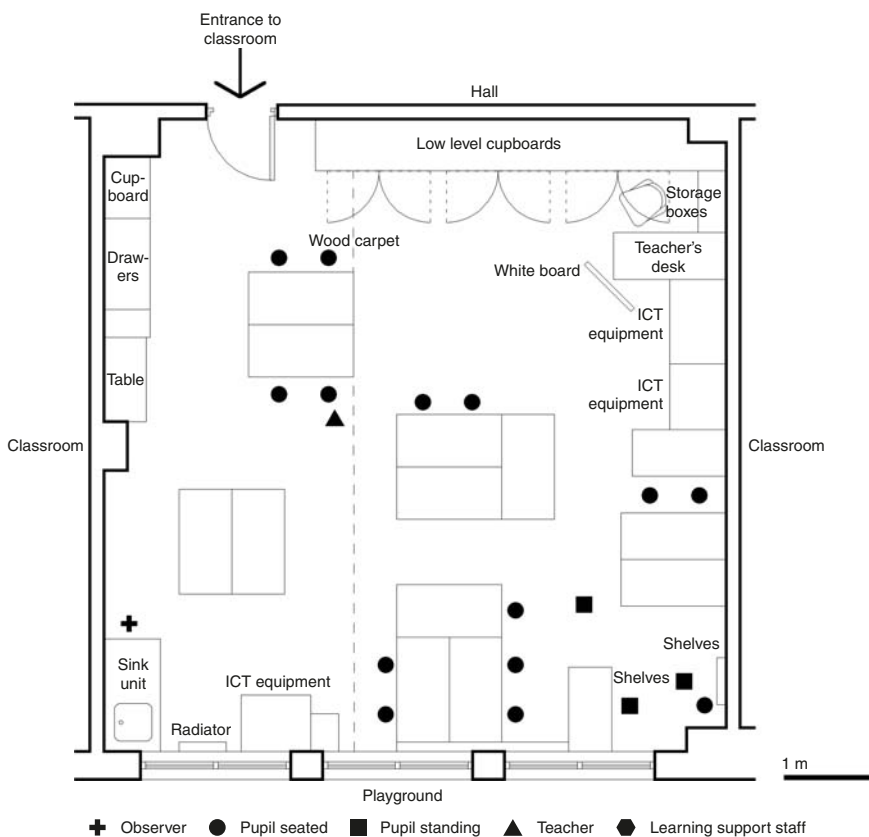 Entrance to
classroom
Hall
Low level cupboards
Cup-
board
Storage
boxes
Wood carpet
Draw-
ers
Teacher's
desk
White board
ICT
equipment
Table
ICT
equipment
Classroom
Classroom
Shelves
Sink
unit
ICT equipment
Shelves
Radiator
1 m
Playground
Observer
Pupil seated
Pupil standing
Teacher
Learning support staff